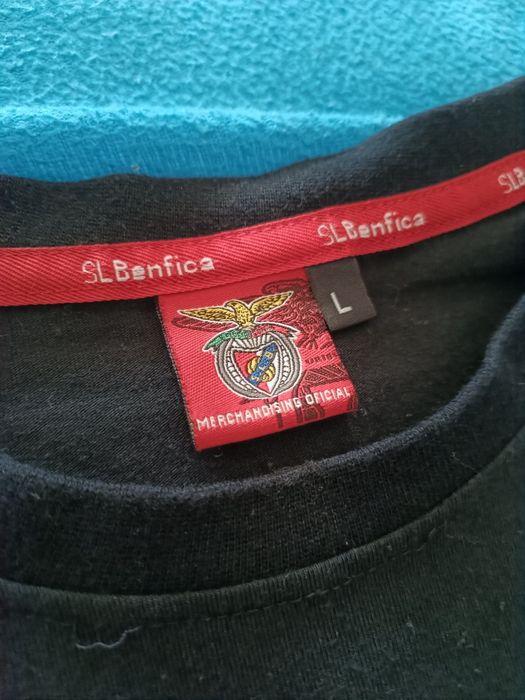 SLBenfica
SLBenfica
S
L
SLB
MERCHANDISING OFICIAL